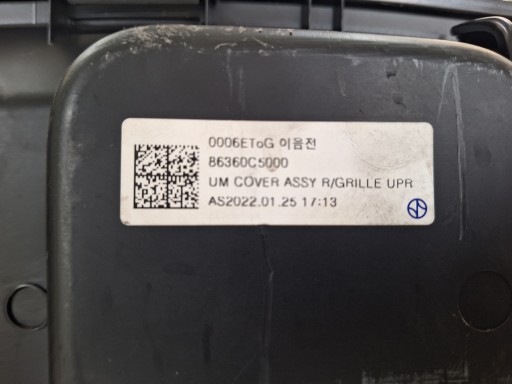 0006EToG 이음전
86360C5000
UM COVER ASSY R/GRILLE UPR
AS2022.01.25 17:13